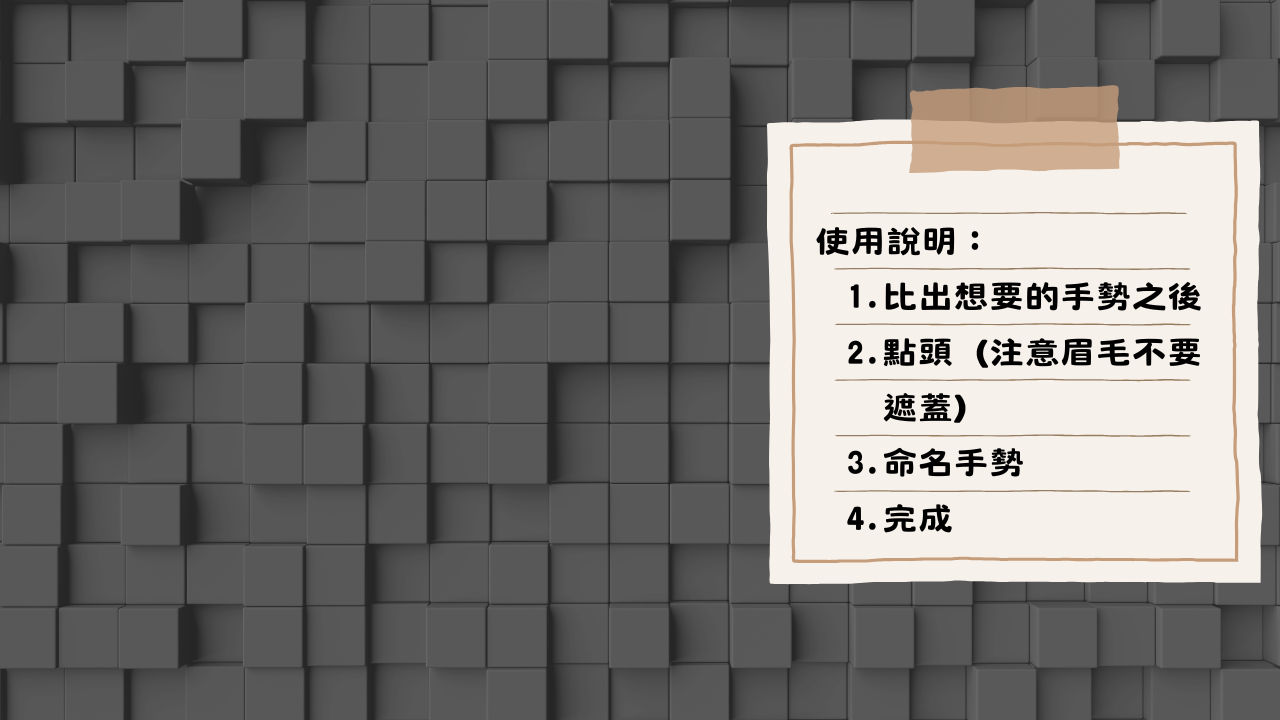 使用說明：
1.比出想要的手勢之後
2.點頭 (注意眉毛不要
遮蓋)
3.命名手勢
4.完成